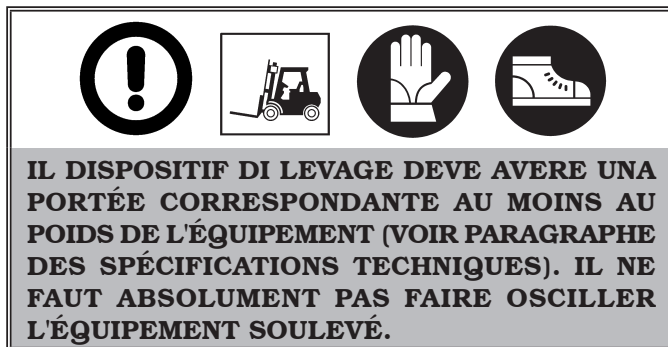 IL DISPOSITIF DI LEVAGE DEVE AVERE UNA
PORTÉE CORRESPONDANTE AU MOINS AU
POIDS DE L'ÉQUIPEMENT (VOIR PARAGRAPHE
DES SPÉCIFICATIONS TECHNIQUES). IL NE
FAUT ABSOLUMENT PAS FAIRE OSCILLER
L'ÉQUIPEMENT SOULEVÉ.